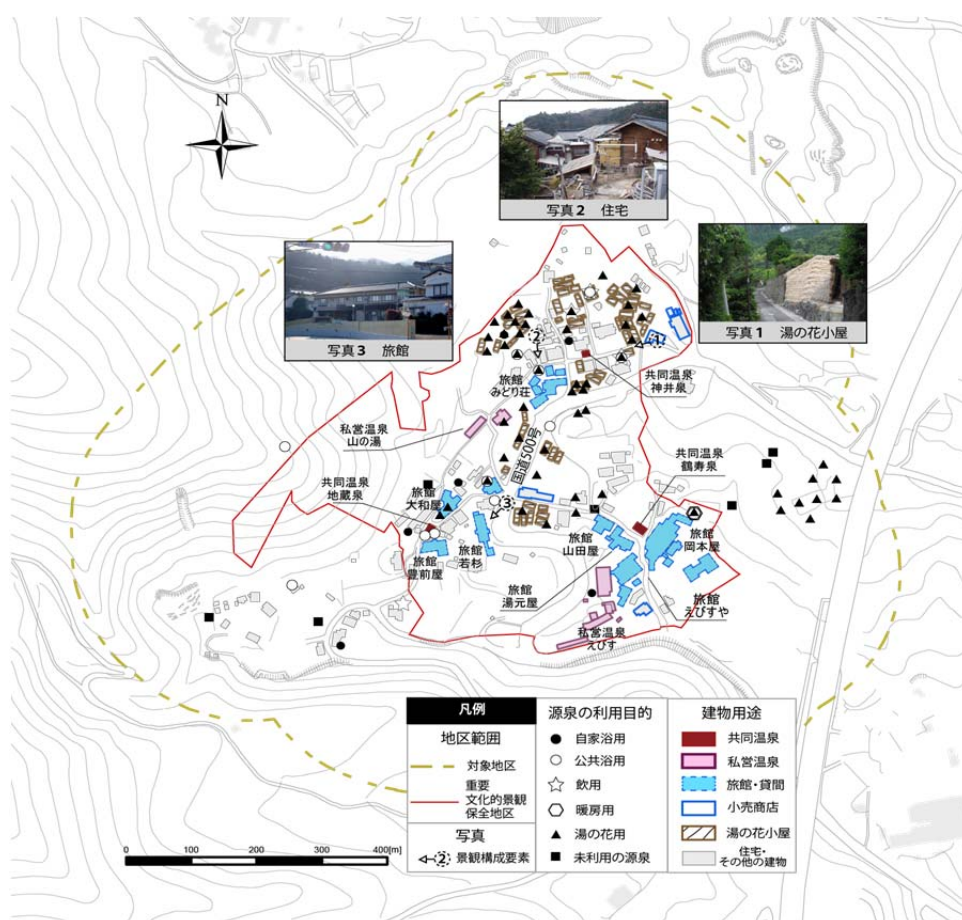 N
写真2 住宅
写真1 湯の花小屋
写真3 旅館
2
1
旅館
みどり荘
共同温泉
神井泉
私営温泉
山の湯
国道500号
共同温泉
鶴寿泉
共同温泉
地蔵泉
旅館
大和屋
3
旅館
豊前屋
旅館
若杉
旅館
山田屋
旅館
岡本屋
旅館
湯元屋
旅館
えびすや
私営温泉
えびす
凡例
地区範囲
対象地区
重要
文化的景観
保全地区
写真
2 景観構成要素
源泉の利用目的
自家浴用
公共浴用
飲用
暖房用
湯の花用
未利用の源泉
建物用途
共同温泉
私営温泉
旅館・貸間
小売商店
湯の花小屋
住宅・
その他の建物
0 100 200 300 400[m]